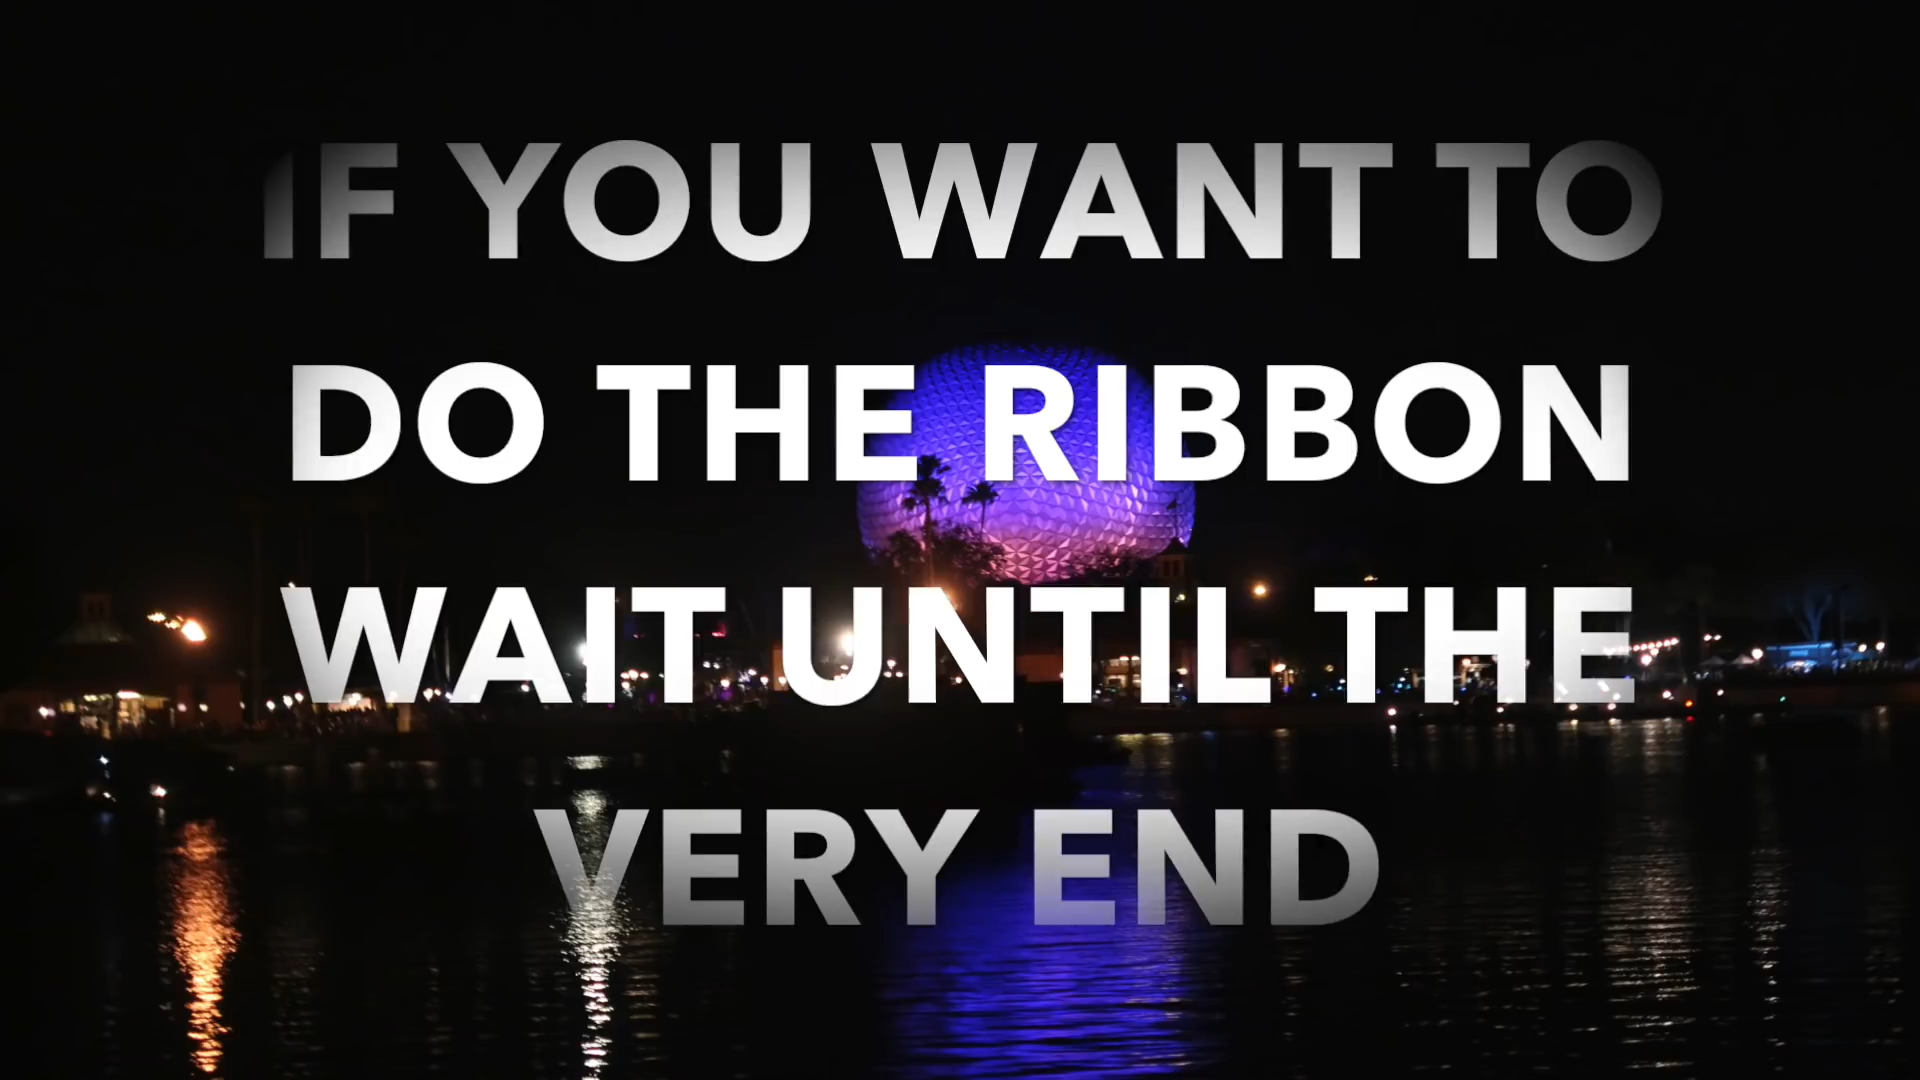 IF YOU WANT TO
DO THE RIBBON
WAIT UNTIL THE
VERY END